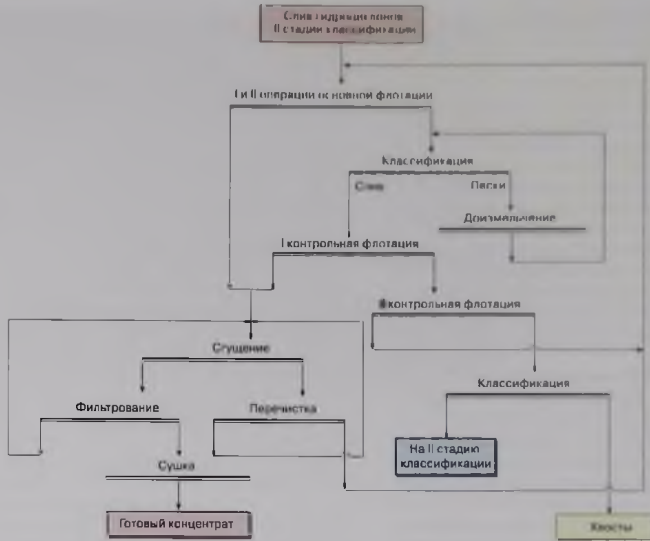 Слив гидроциклонов
II стадии классификации
I и II операции основной флотации
Классификация
Слив Пески
Доизмельчение
I контрольная флотация
контрольная флотация
Сгущение
Классификация
Фильтрование Перечистка
На II стадию
классификации
Сушка
Готовый концентрат
Хвосты